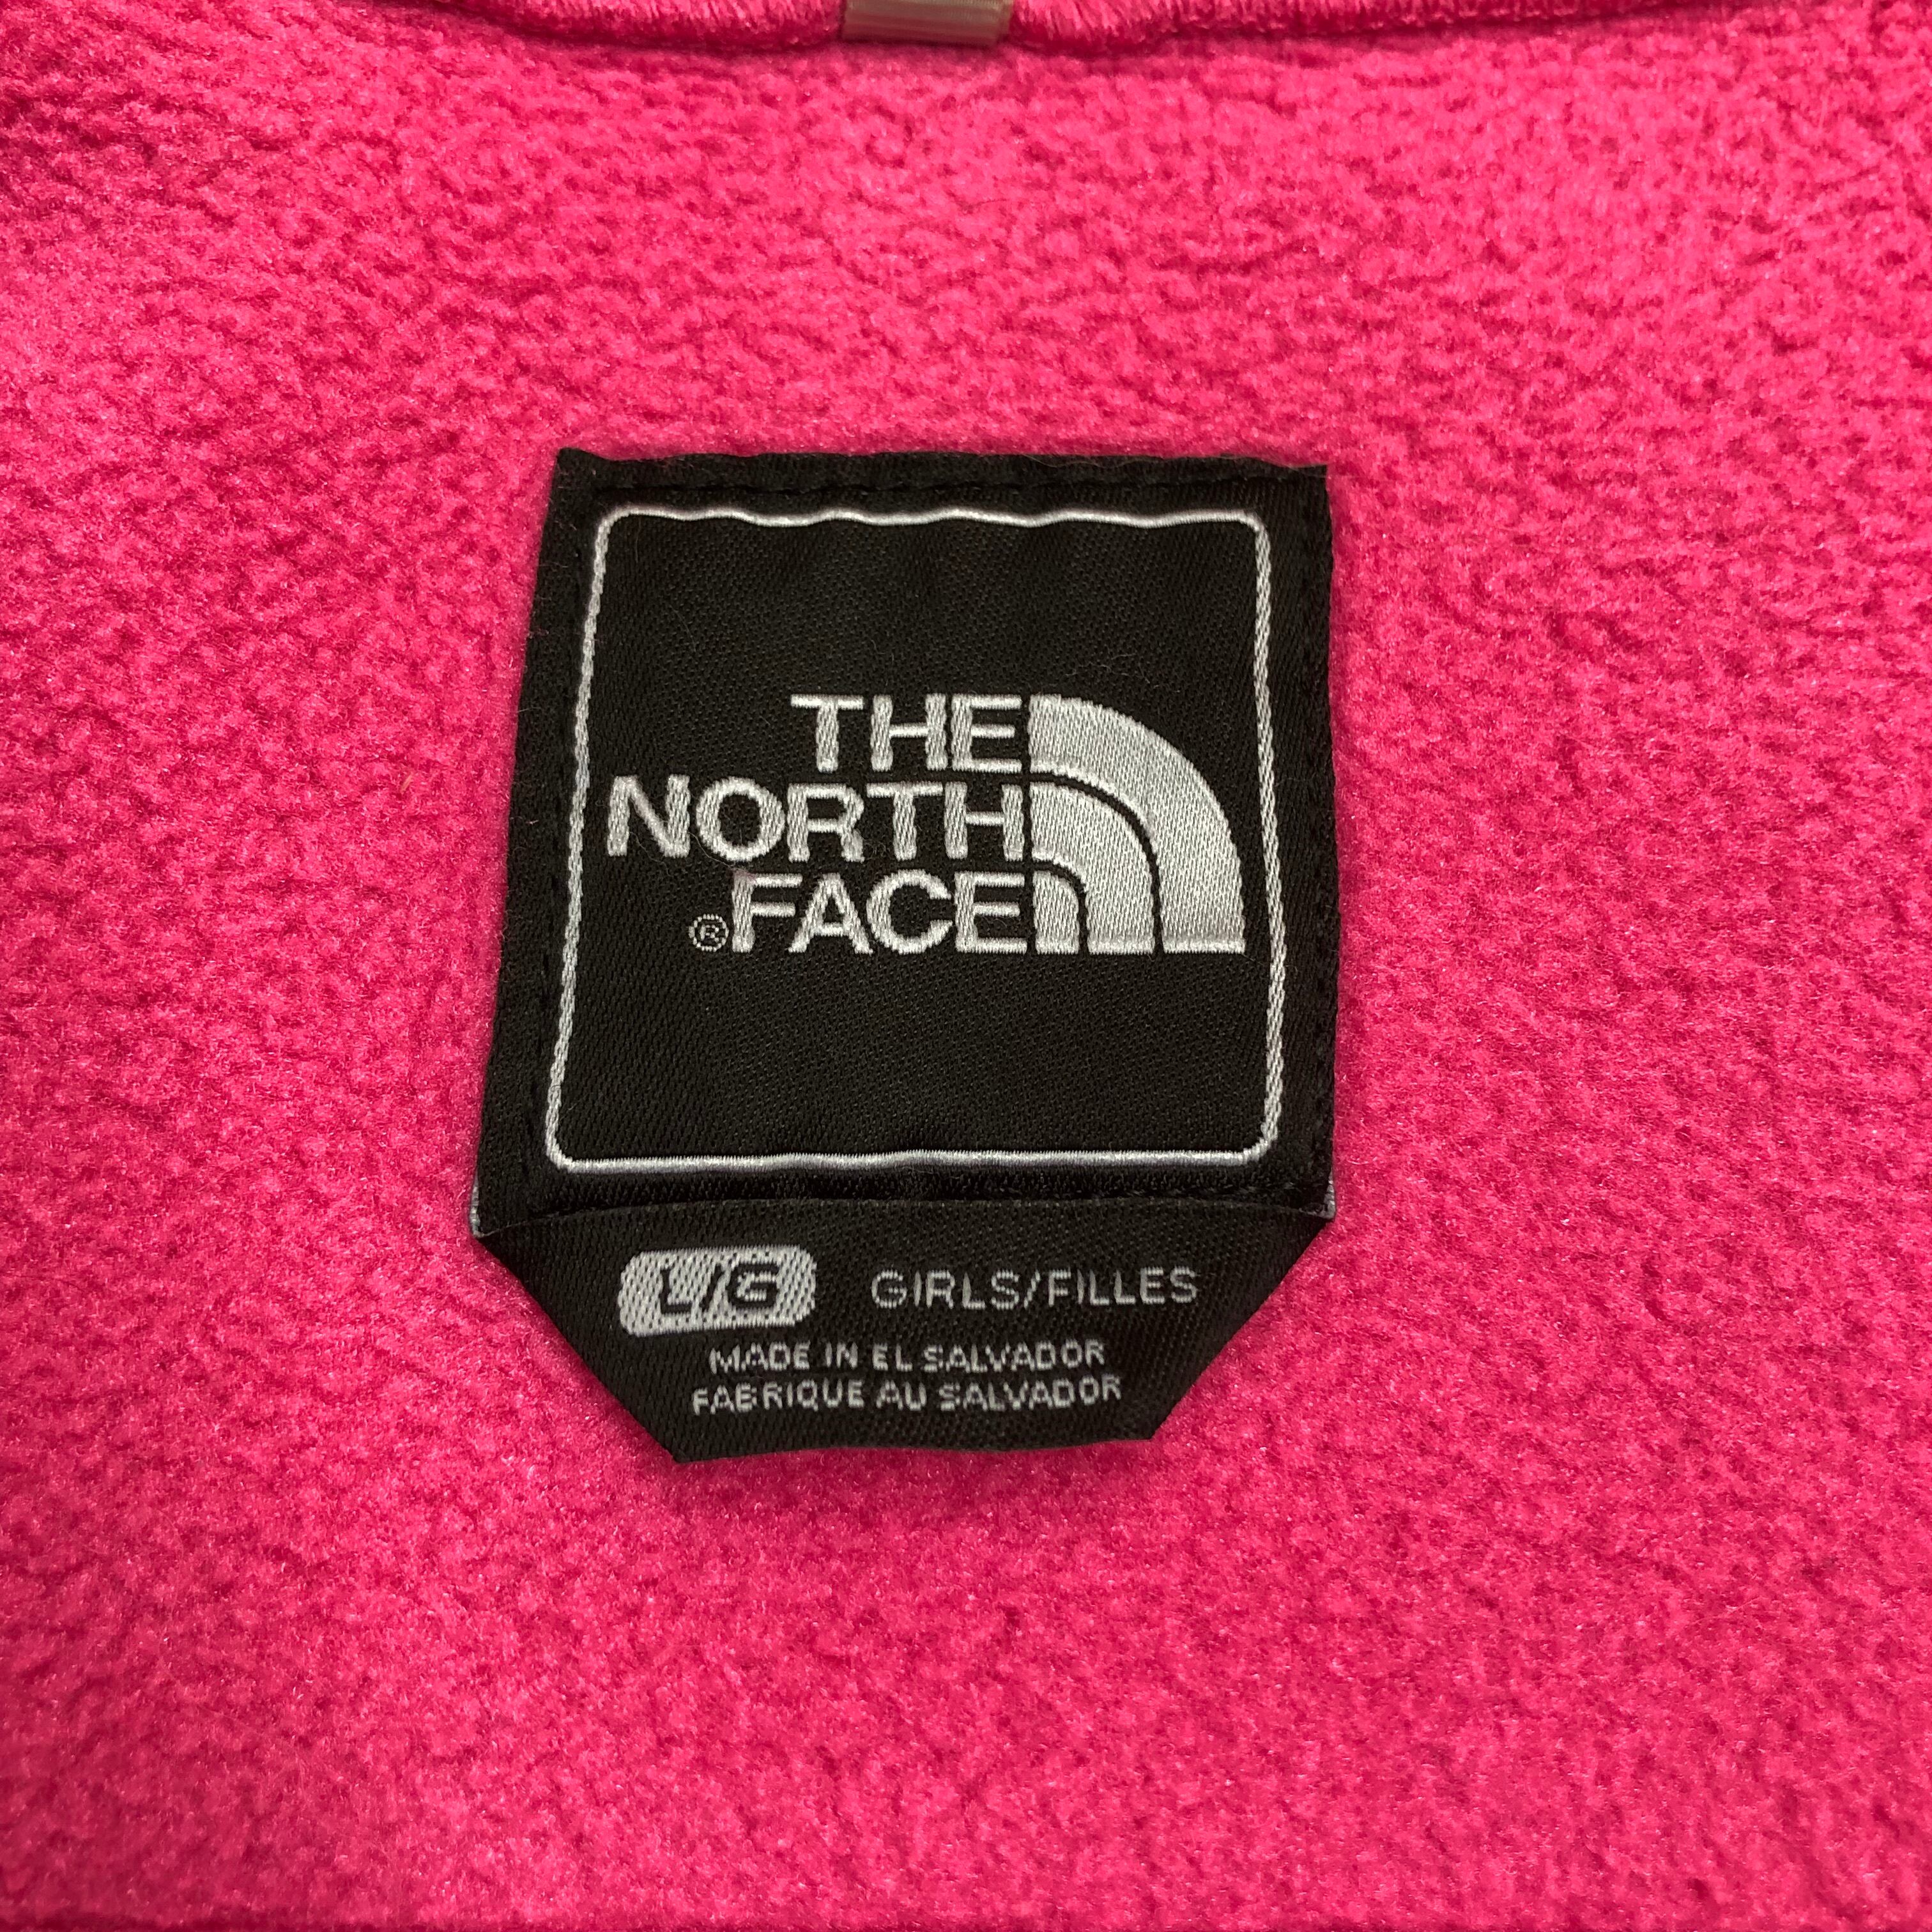 THE
NORTH
®FACE
L/G GIRLS/FILLES
MADE IN EL SALVADOR
FABRIQUE AU SALVADOR